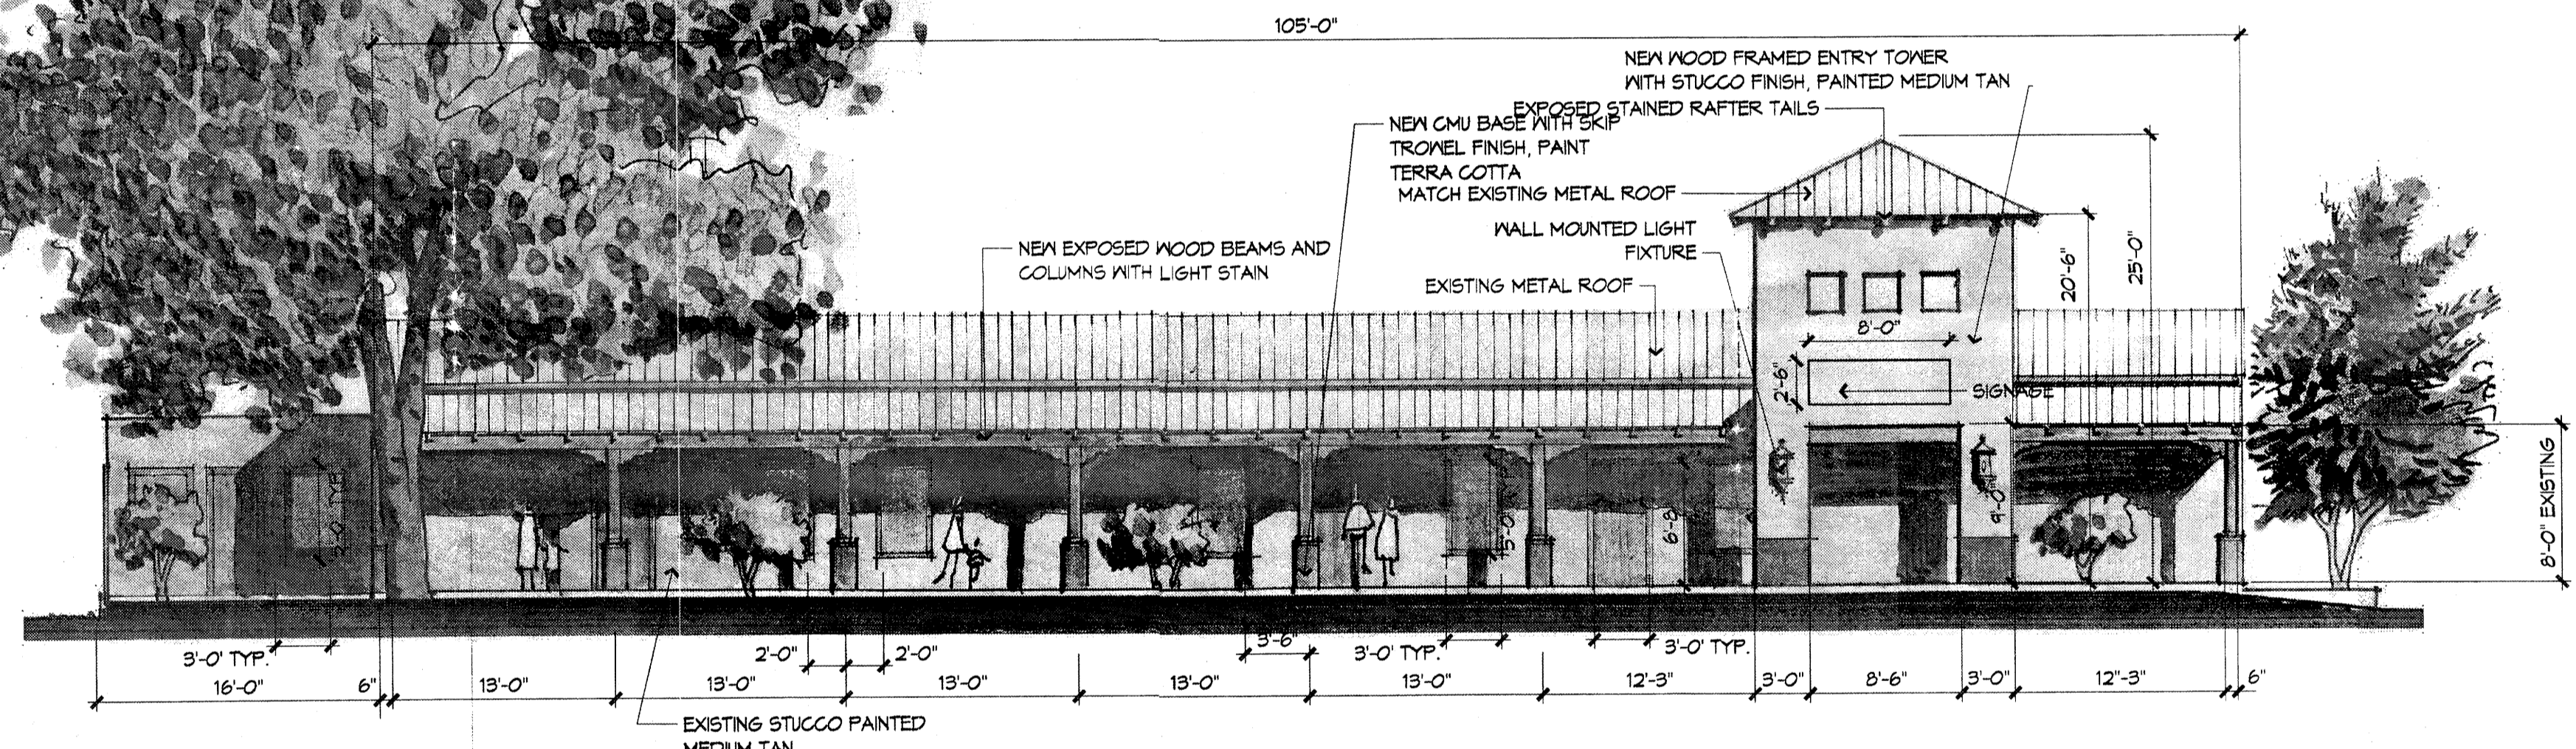 105'-0"
NEW WOOD FRAMED ENTRY TOWER
WITH STUCCO FINISH, PAINTED MEDIUM TAN
EXPOSED STAINED RAFTER TAILS
NEW CMU BASE WITH SKIP
TROWEL FINISH, PAINT
TERRA COTTA
MATCH EXISTING METAL ROOF
WALL MOUNTED LIGHT
FIXTURE
NEW EXPOSED WOOD BEAMS AND
COLUMNS WITH LIGHT STAIN
EXISTING METAL ROOF
20'-6"
25'-0"
8'-0"
2'-6"
SIGNAGE
8'-0" EXISTING
9'-0"
6'-8"
3'-6"
3'-0' TYP.
2'-0"
2'-0"
3'-0' TYP.
3'-0' TYP.
16'-0"
6"
13'-0"
13'-0"
13'-0"
13'-0"
13'-0"
12'-3"
3'-0"
8'-6"
3'-0"
12"-3"
6"
EXISTING STUCCO PAINTED
MEDIUM TAN